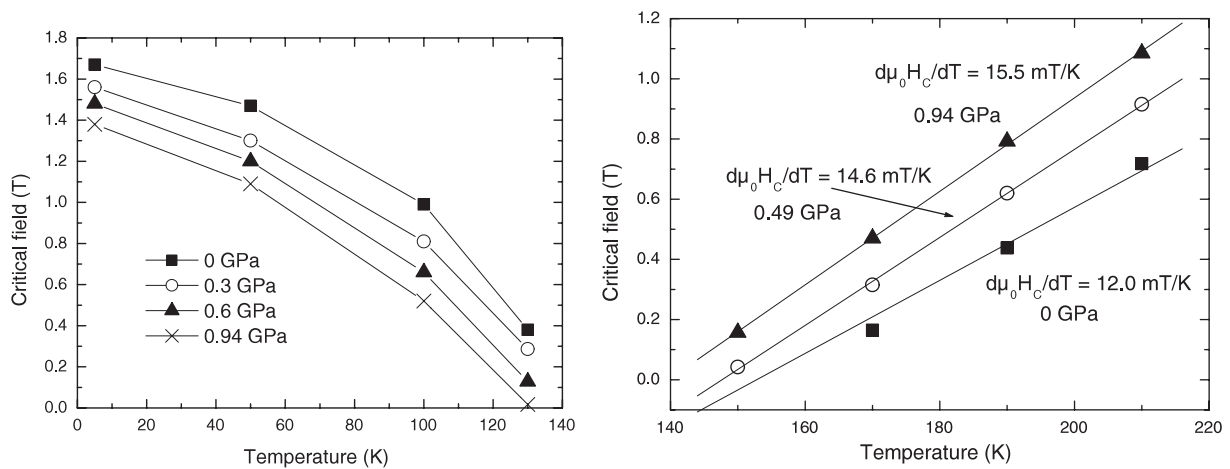 1.8
1.6
1.4
1.2
1.0
0.8
0.6
0.4
0.2
0.0
Critical field (T)
0 GPa
0.3 GPa
0.6 GPa
0.94 GPa
0 20 40 60 80 100 120 140
Temperature (K)
1.2
1.0
0.8
0.6
0.4
0.2
0.0
Critical field (T)
dμ₀H_C/dT = 15.5 mT/K
0.94 GPa
dμ₀H_C/dT = 14.6 mT/K
0.49 GPa
dμ₀H_C/dT = 12.0 mT/K
0 GPa
140 160 180 200 220
Temperature (K)